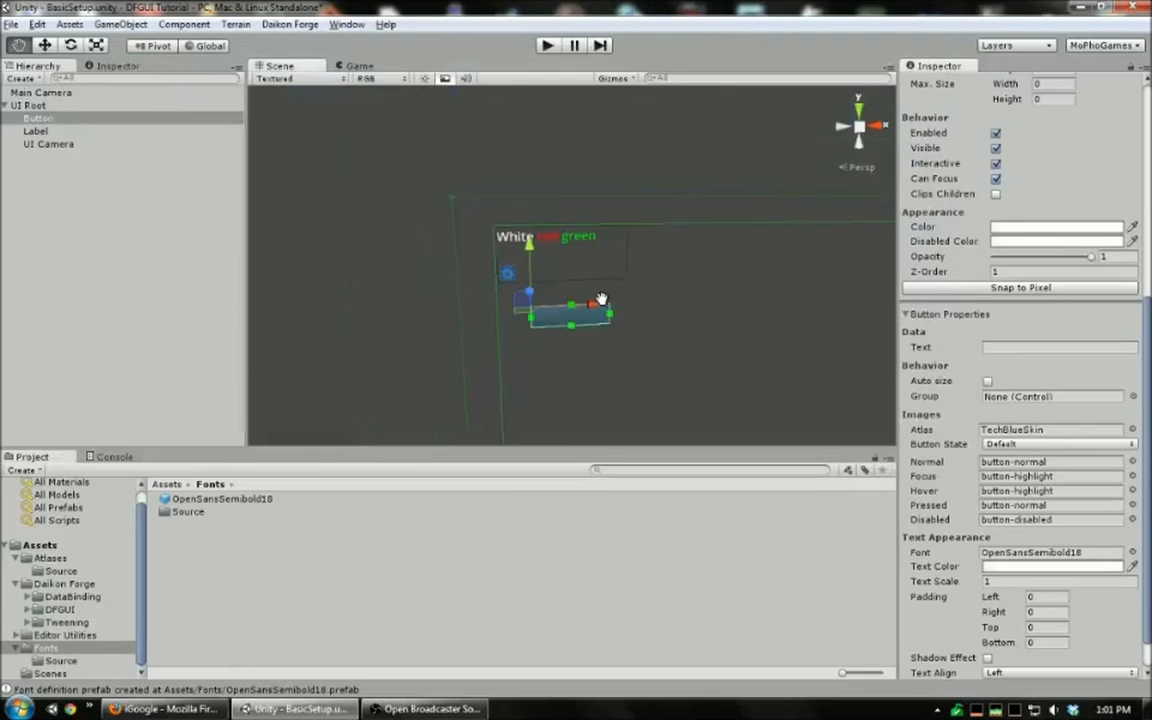 Unity - BasicSetup.unity - DFGUI Tutorial - PC, Mac & Linux Standalone*
File Edit Assets GameObject Component Terrain Daikon Forge Window Help
Pivot Global Layers MoPhoGames
Hierarchy Inspector
Create All
Main Camera
UI Root
Button
Label
UI Camera
Scene Game
Textured RGB Gizmos All
y
x
Persp
White red green
Inspector
Max. Size Width 0
Height 0
Behavior
Enabled
Visible
Interactive
Can Focus
Clips Children
Appearance
Color
Disabled Color
Opacity 1
Z-Order 1
Snap to Pixel
Button Properties
Data
Text
Behavior
Auto size
Group None (Control)
Images
Atlas TechBlueSkin
Button State Default
Normal button-normal
Focus button-highlight
Hover button-highlight
Pressed button-normal
Disabled button-disabled
Text Appearance
Font OpenSansSemibold18
Text Color
Text Scale 1
Padding Left 0
Right 0
Top 0
Bottom 0
Shadow Effect
Text Align Left
Project Console
Create
All Materials
All Models
All Prefabs
All Scripts
Assets
Atlases
Source
Daikon Forge
DataBinding
DFGUI
Tweening
Editor Utilities
Fonts
Source
Scenes
Assets Fonts
OpenSansSemibold18
Source
Font definition prefab created at Assets/Fonts/OpenSansSemibold18.prefab
iGoogle - Mozilla Fir...
Unity - BasicSetup.u...
Open Broadcaster So...
1:01 PM